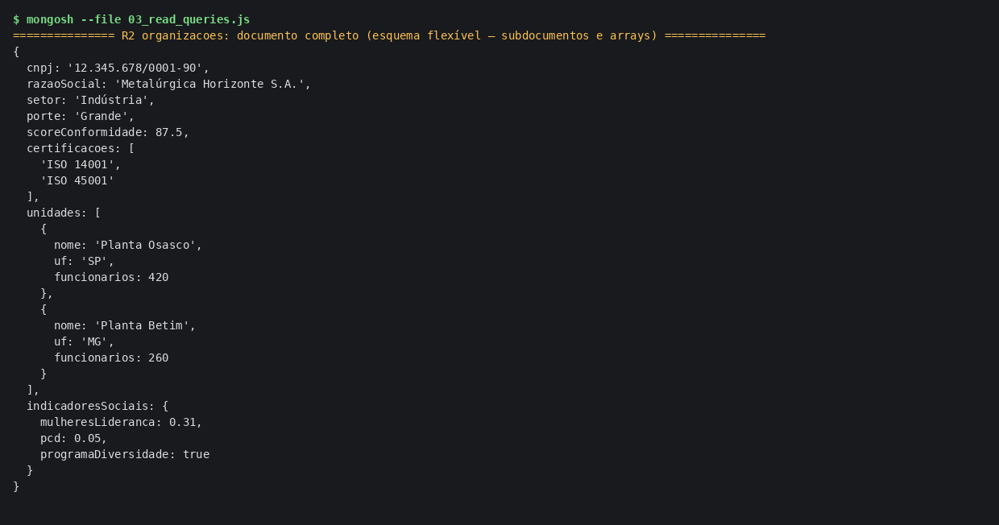 $ mongosh --file 03_read_queries.js
=============== R2 organizacoes: documento completo (esquema flexível — subdocumentos e arrays) ===============
{
  cnpj: '12.345.678/0001-90',
  razaoSocial: 'Metalúrgica Horizonte S.A.',
  setor: 'Indústria',
  porte: 'Grande',
  scoreConformidade: 87.5,
  certificacoes: [
    'ISO 14001',
    'ISO 45001'
  ],
  unidades: [
    {
      nome: 'Planta Osasco',
      uf: 'SP',
      funcionarios: 420
    },
    {
      nome: 'Planta Betim',
      uf: 'MG',
      funcionarios: 260
    }
  ],
  indicadoresSociais: {
    mulheresLideranca: 0.31,
    pcd: 0.05,
    programaDiversidade: true
  }
}